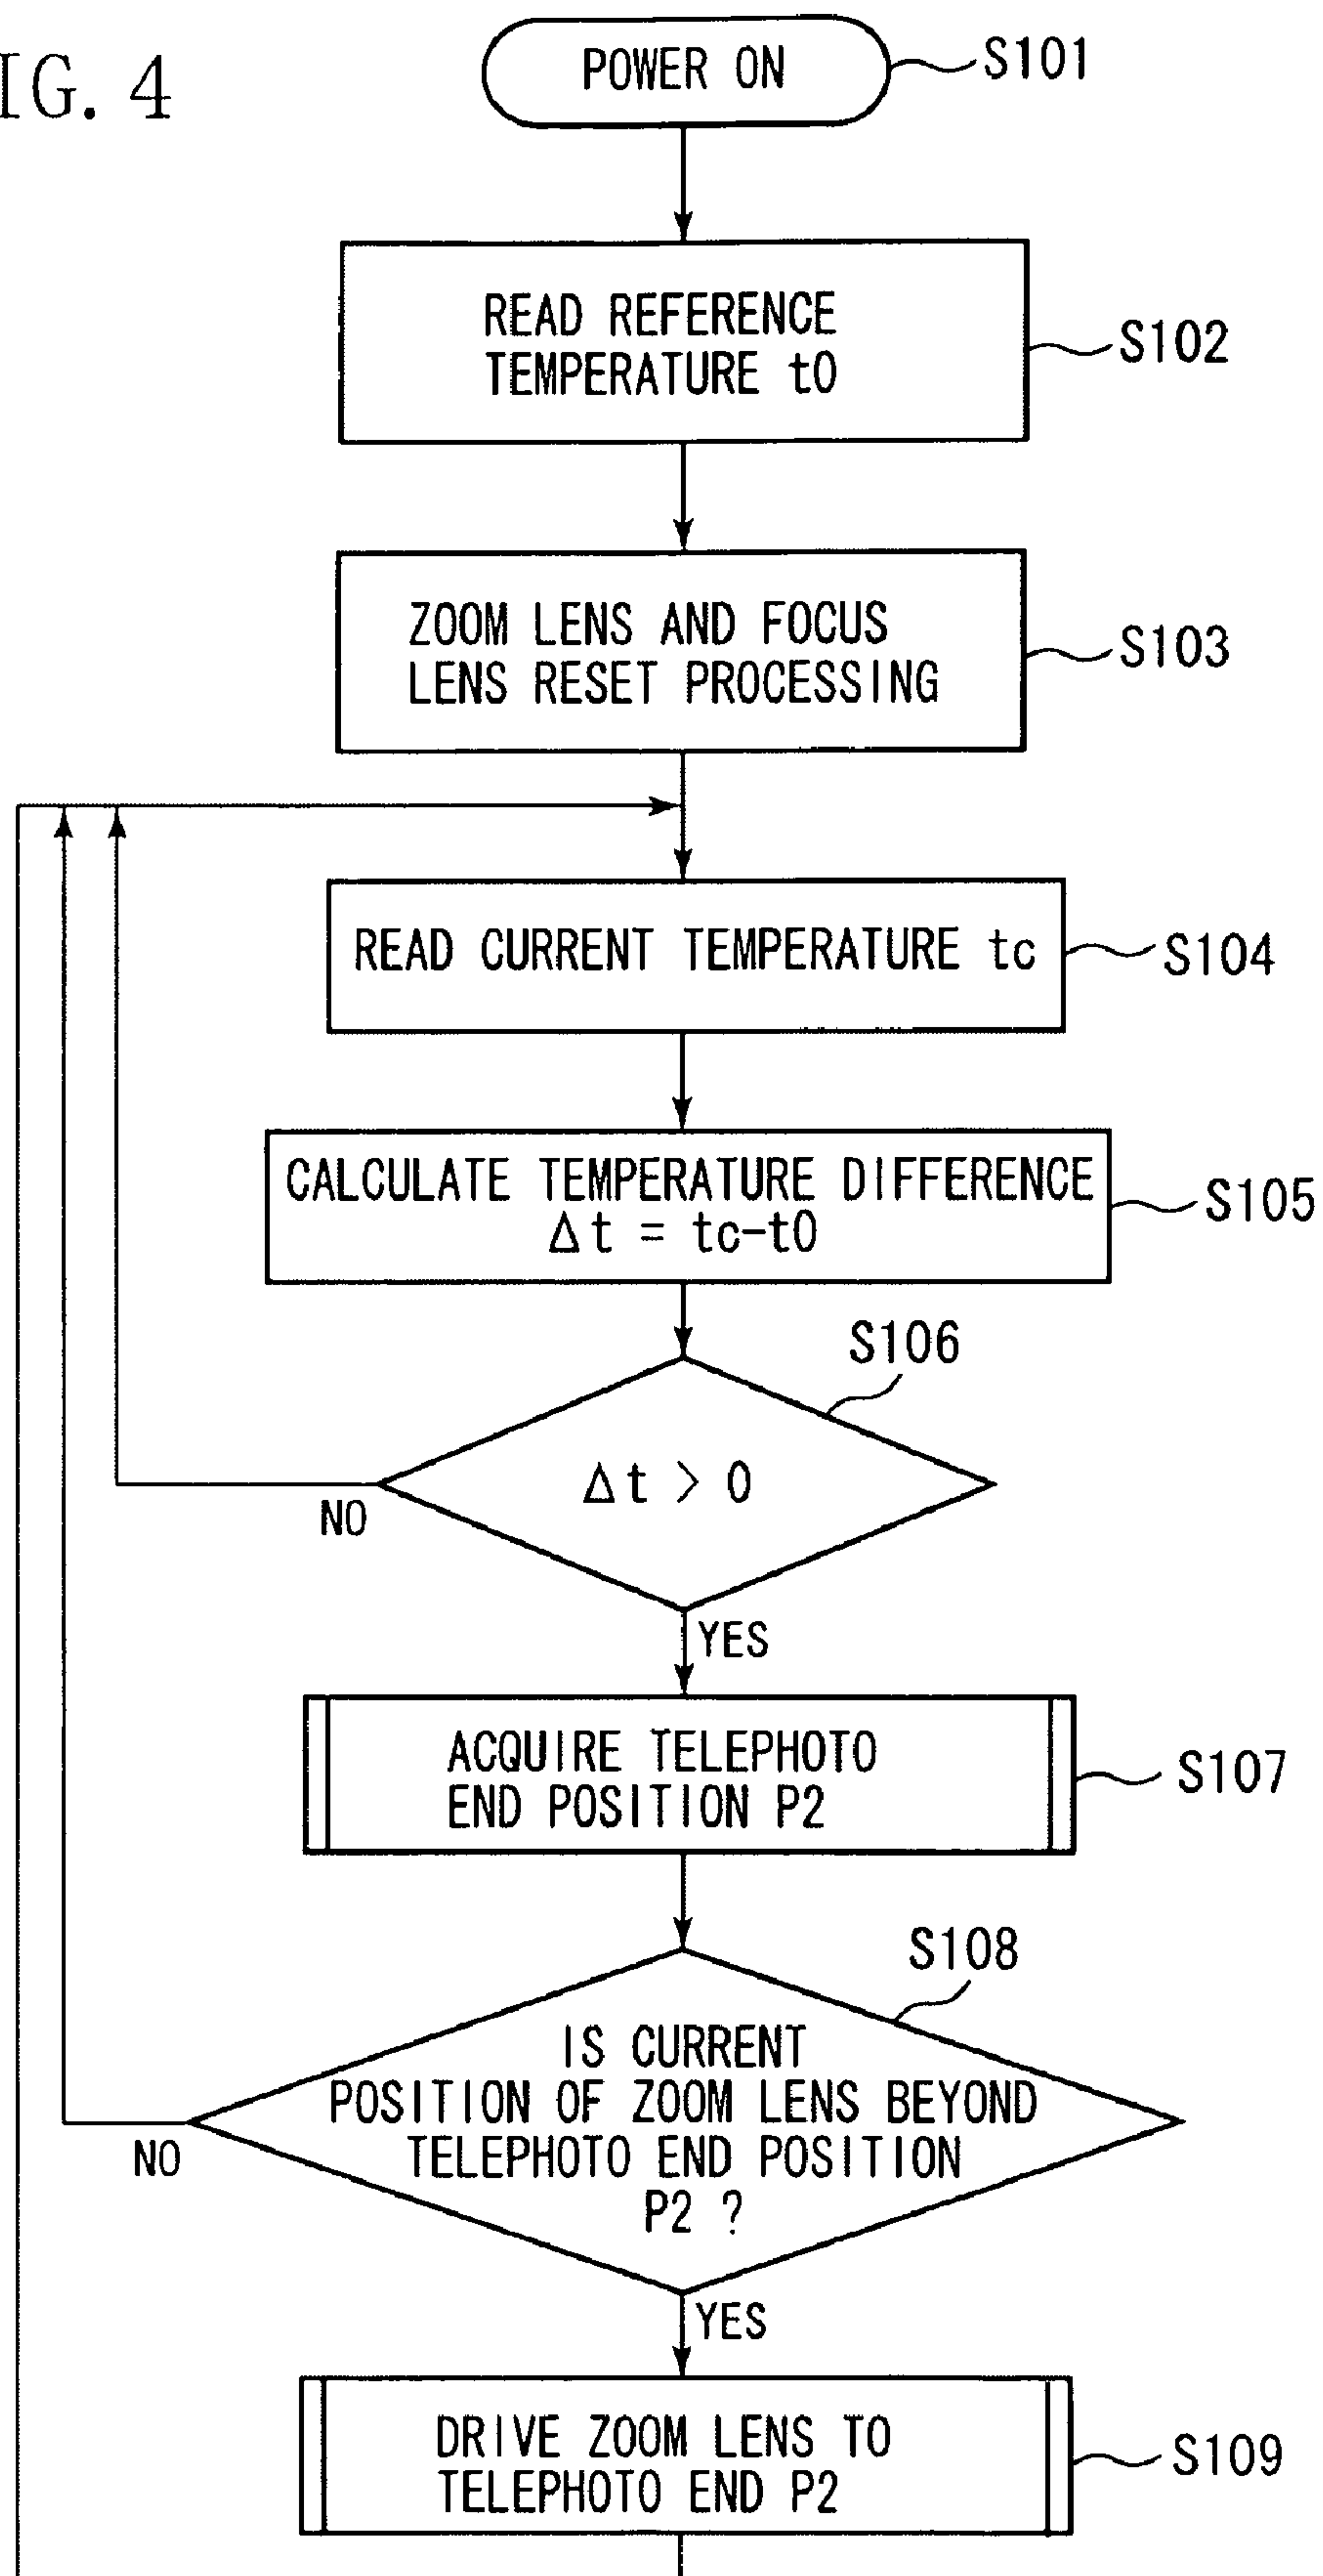 IG. 4
POWER ON
S101
READ REFERENCE
TEMPERATURE t0
S102
ZOOM LENS AND FOCUS
LENS RESET PROCESSING
S103
READ CURRENT TEMPERATURE tc
S104
CALCULATE TEMPERATURE DIFFERENCE
Δt = tc-t0
S105
S106
Δt > 0
NO
YES
ACQUIRE TELEPHOTO
END POSITION P2
S107
S108
IS CURRENT
POSITION OF ZOOM LENS BEYOND
TELEPHOTO END POSITION
P2 ?
NO
YES
DRIVE ZOOM LENS TO
TELEPHOTO END P2
S109